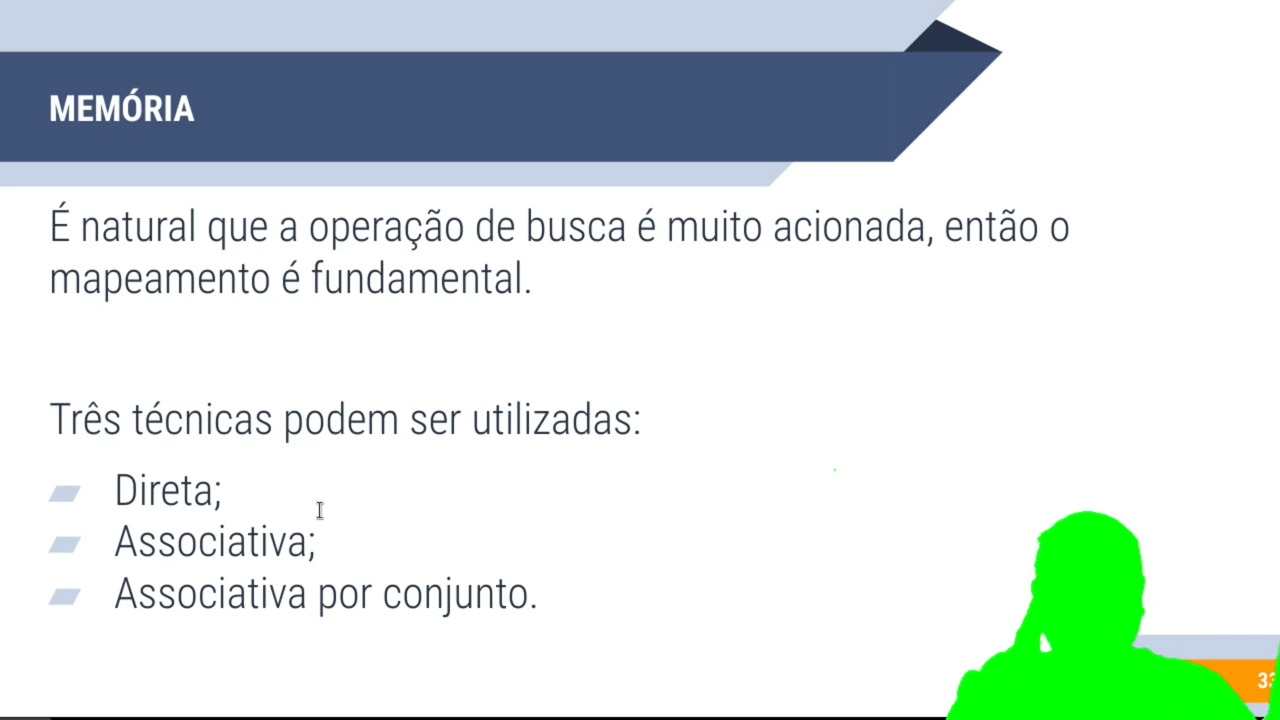 MEMÓRIA
É natural que a operação de busca é muito acionada, então o
mapeamento é fundamental.
Três técnicas podem ser utilizadas:
Direta;
Associativa;
Associativa por conjunto.
33